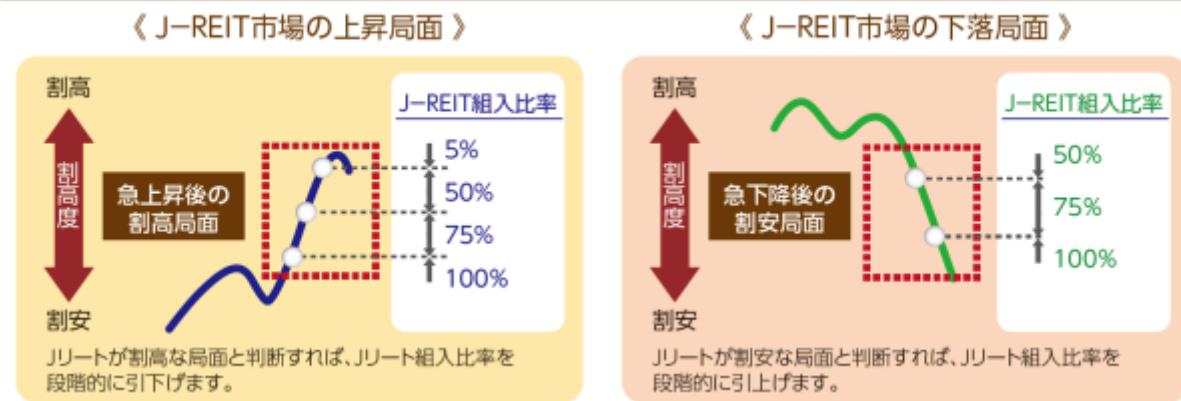 《 J−REIT市場の上昇局面 》
割高
割高度
割安
急上昇後の
割高局面
J−REIT組入比率
5%
50%
75%
100%
Jリートが割高な局面と判断すれば、Jリート組入比率を
段階的に引下げます。
《 J−REIT市場の下落局面 》
割高
割高度
割安
急下降後の
割安局面
J−REIT組入比率
50%
75%
100%
Jリートが割安な局面と判断すれば、Jリート組入比率を
段階的に引上げます。